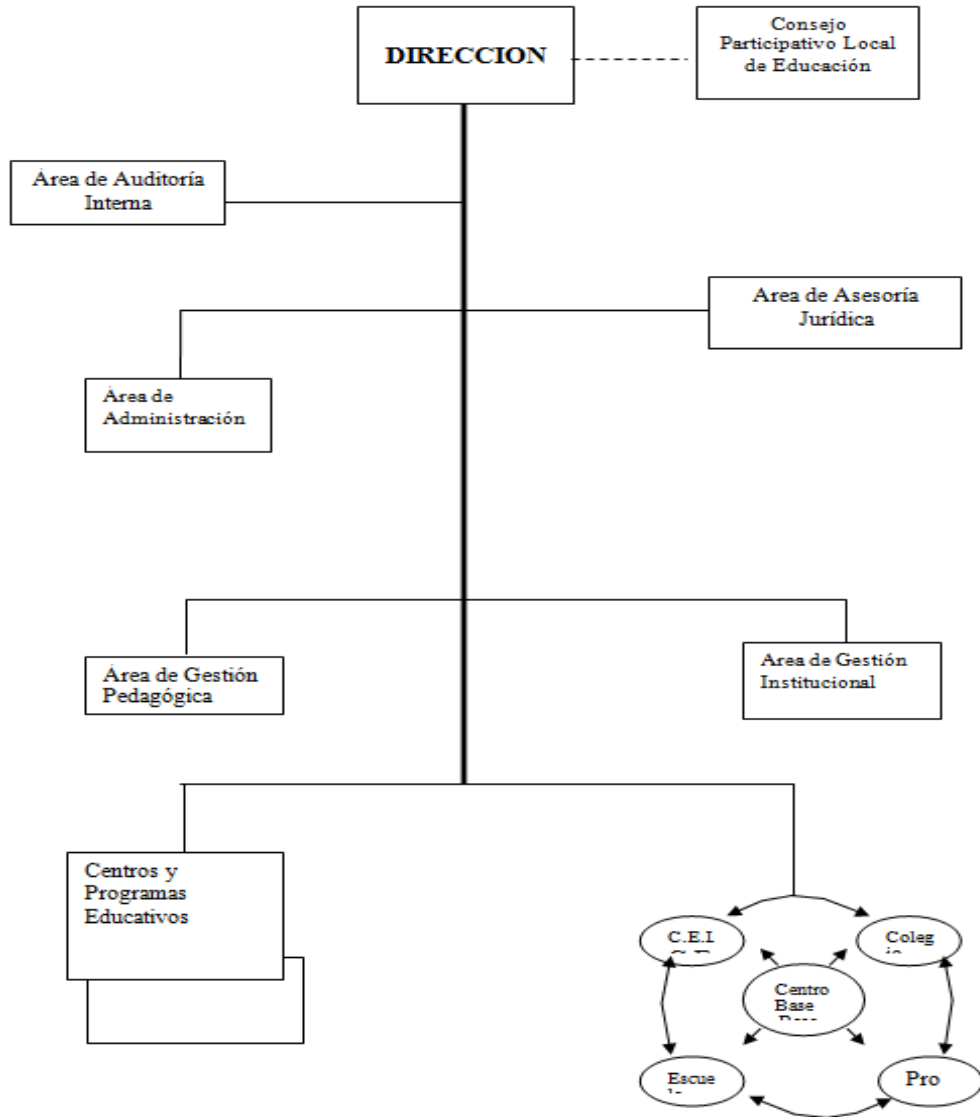 DIRECCION
Consejo
Participativo Local
de Educación
Área de Auditoría
Interna
Area de Asesoría
Jurídica
Área de
Administración
Área de Gestión
Pedagógica
Area de Gestión
Institucional
Centros y
Programas
Educativos
C.E.I.
Coleg
Centro
Base
Escue
Pro